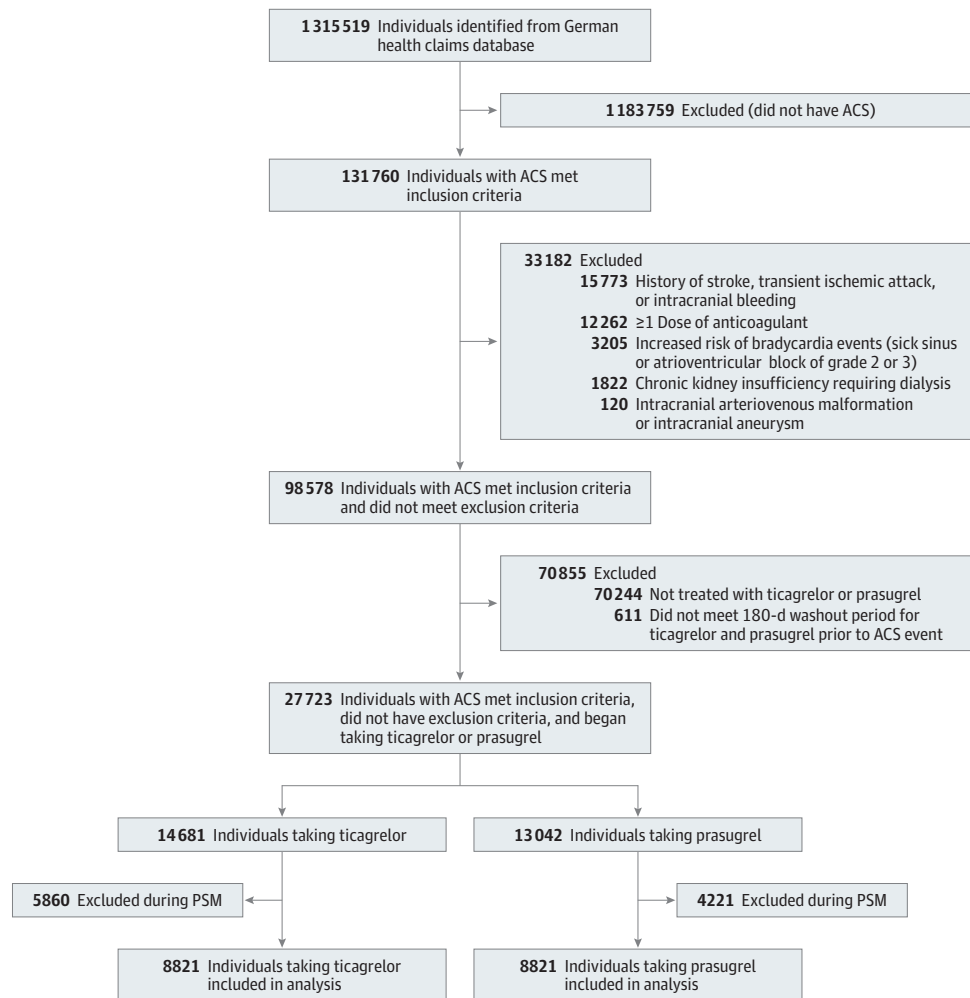 1315519 Individuals identified from German
health claims database
1183759 Excluded (did not have ACS)
131760 Individuals with ACS met
inclusion criteria
33182 Excluded
15773 History of stroke, transient ischemic attack,
or intracranial bleeding
12262 ≥1 Dose of anticoagulant
3205 Increased risk of bradycardia events (sick sinus
or atrioventricular block of grade 2 or 3)
1822 Chronic kidney insufficiency requiring dialysis
120 Intracranial arteriovenous malformation
or intracranial aneurysm
98578 Individuals with ACS met inclusion criteria
and did not meet exclusion criteria
70855 Excluded
70244 Not treated with ticagrelor or prasugrel
611 Did not meet 180-d washout period for
ticagrelor and prasugrel prior to ACS event
27723 Individuals with ACS met inclusion criteria,
did not have exclusion criteria, and began
taking ticagrelor or prasugrel
14681 Individuals taking ticagrelor
13042 Individuals taking prasugrel
5860 Excluded during PSM
4221 Excluded during PSM
8821 Individuals taking ticagrelor
included in analysis
8821 Individuals taking prasugrel
included in analysis